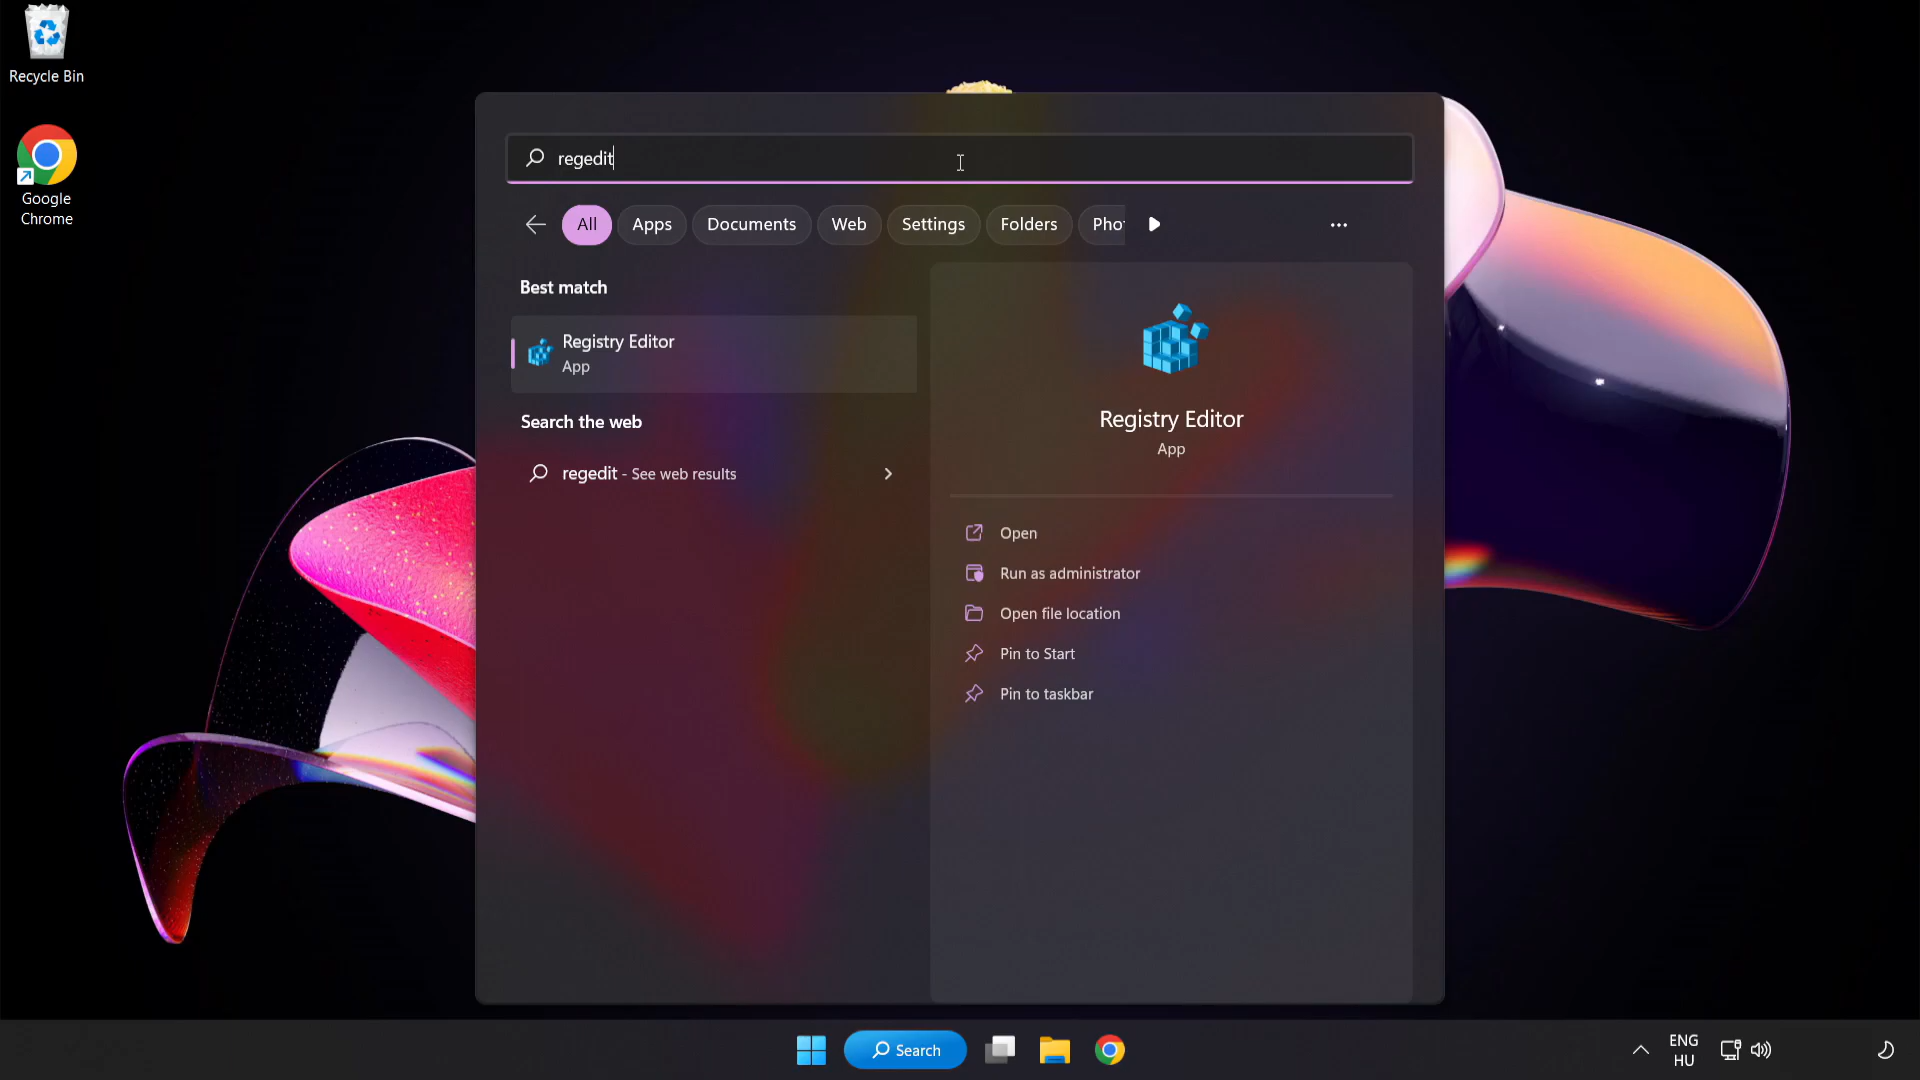 Recycle Bin
Google
Chrome
regedit
All
Apps
Documents
Web
Settings
Folders
Best match
Registry Editor
App
Search the web
regedit - See web results
Registry Editor
App
Open
Run as administrator
Open file location
Pin to Start
Pin to taskbar
Search
ENG
HU